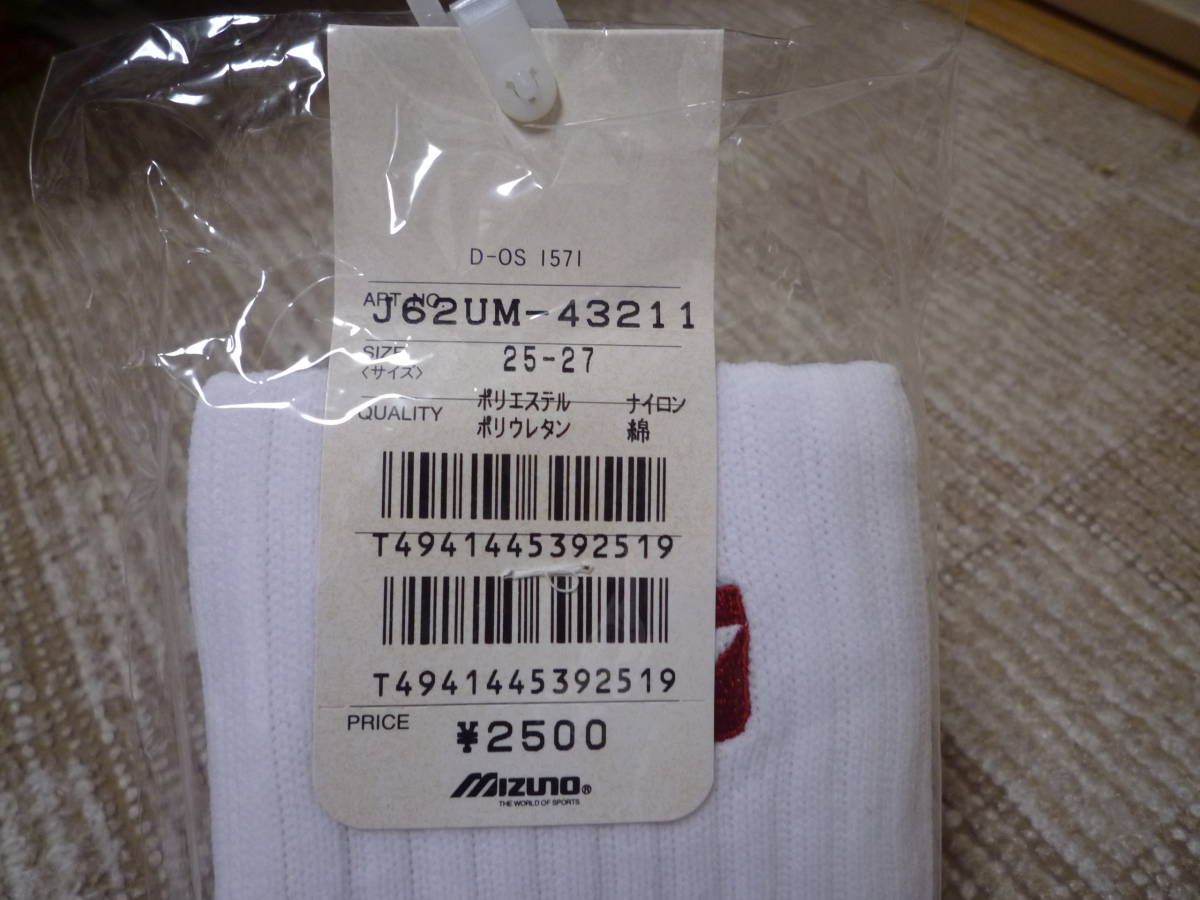 D-OS 1571
ART NO. J62UM-43211
SIZE 25-27
〈サイズ〉
QUALITY ポリエステル ナイロン
ポリウレタン 綿
T4941445392519
T4941445392519
PRICE ¥2500
MIZUNO®
THE WORLD OF SPORTS